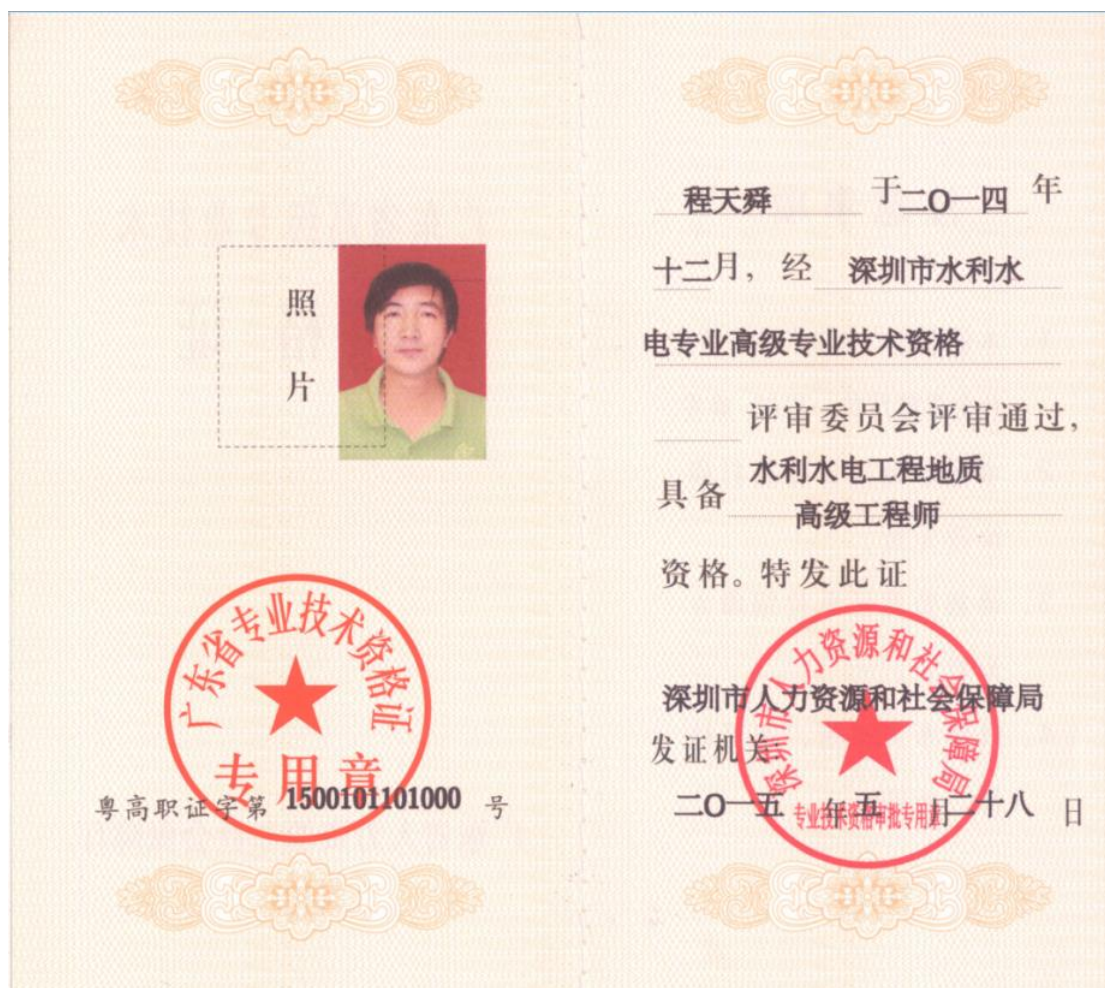 照
片
广东省专业技术资格证
专用章
粤高职证字第 1500101101000 号
程天舜 于二〇一四 年
十二月，经 深圳市水利水
电专业高级专业技术资格
评审委员会评审通过，
具备 水利水电工程地质
高级工程师
资格。特发此证
深圳市人力资源和社会保障局
深圳市人力资源和社会保障局
发证机关：
二〇一五 年 五 月 二十八 日
专业技术资格审批专用章